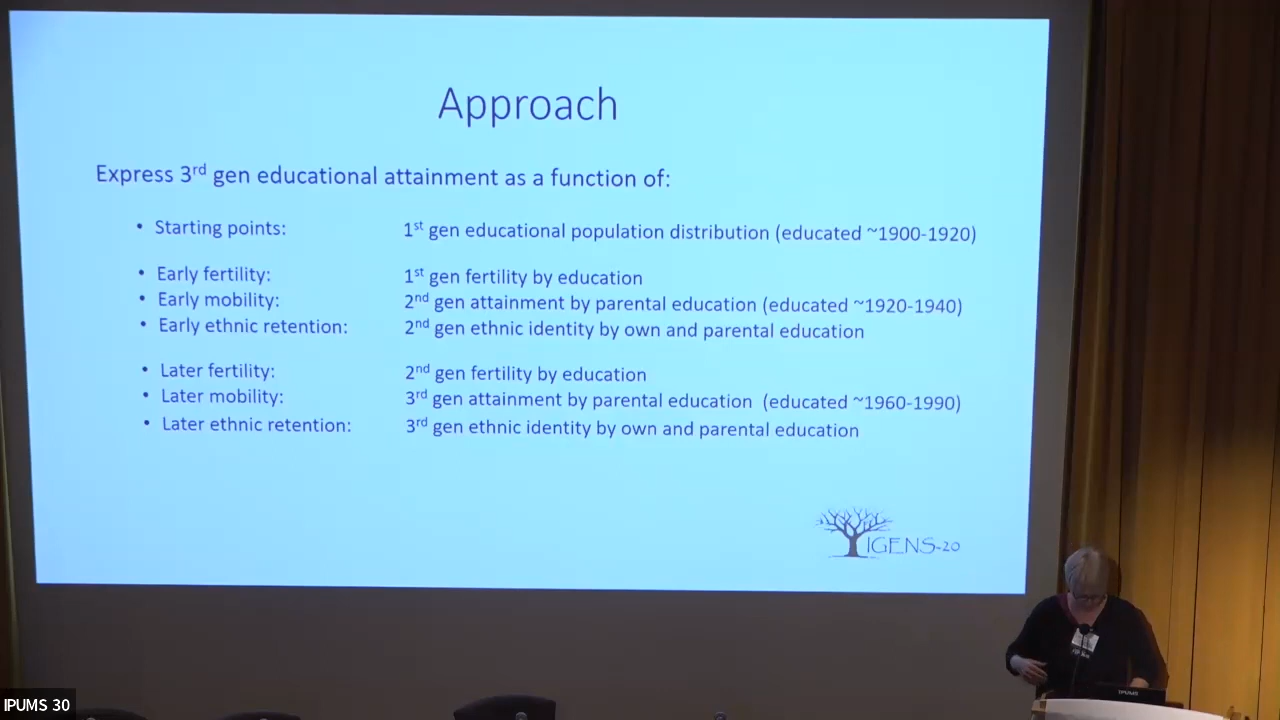 Approach
Express 3rd gen educational attainment as a function of:
• Starting points: 1st gen educational population distribution (educated ~1900-1920)
• Early fertility: 1st gen fertility by education
• Early mobility: 2nd gen attainment by parental education (educated ~1920-1940)
• Early ethnic retention: 2nd gen ethnic identity by own and parental education
• Later fertility: 2nd gen fertility by education
• Later mobility: 3rd gen attainment by parental education (educated ~1960-1990)
• Later ethnic retention: 3rd gen ethnic identity by own and parental education
IGENS-20
IPUMS
IPUMS 30